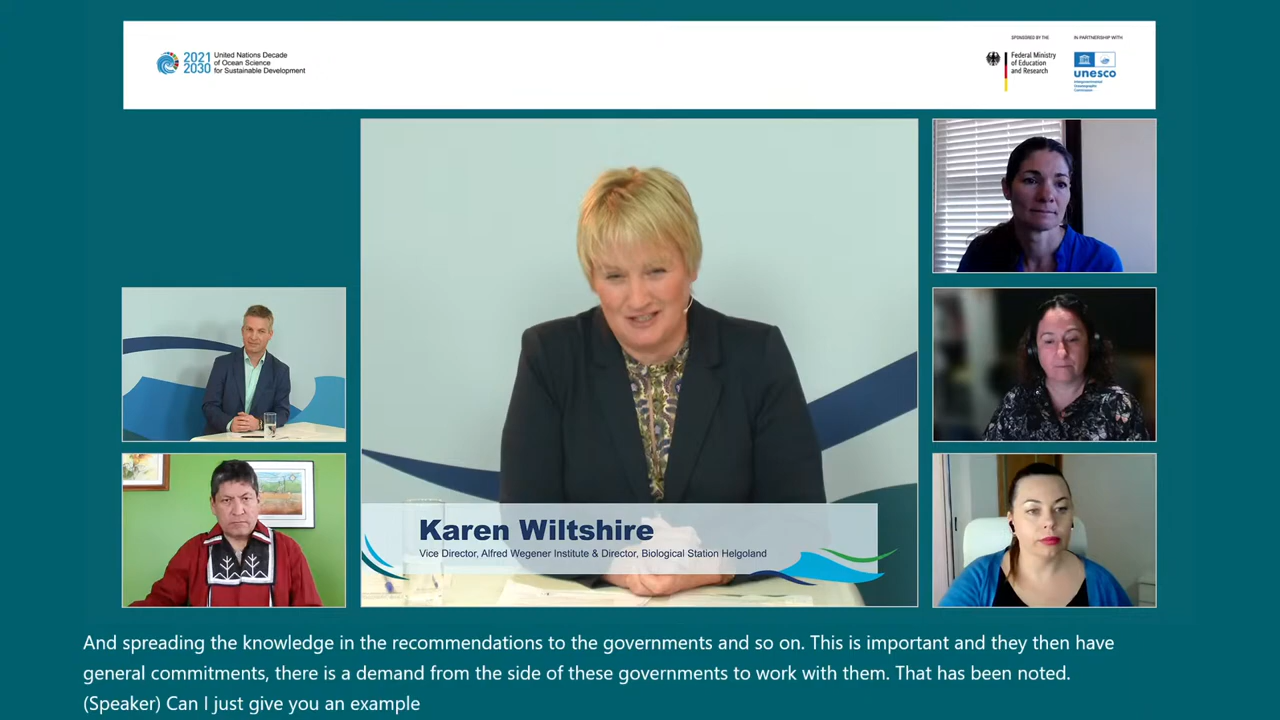 2021
2030
United Nations Decade
of Ocean Science
for Sustainable Development
SPONSORED BY THE
Federal Ministry
of Education
and Research
IN PARTNERSHIP WITH
unesco
Intergovernmental
Oceanographic
Commission
Karen Wiltshire
Vice Director, Alfred Wegener Institute & Director, Biological Station Helgoland
And spreading the knowledge in the recommendations to the governments and so on. This is important and they then have
general commitments, there is a demand from the side of these governments to work with them. That has been noted.
(Speaker) Can I just give you an example